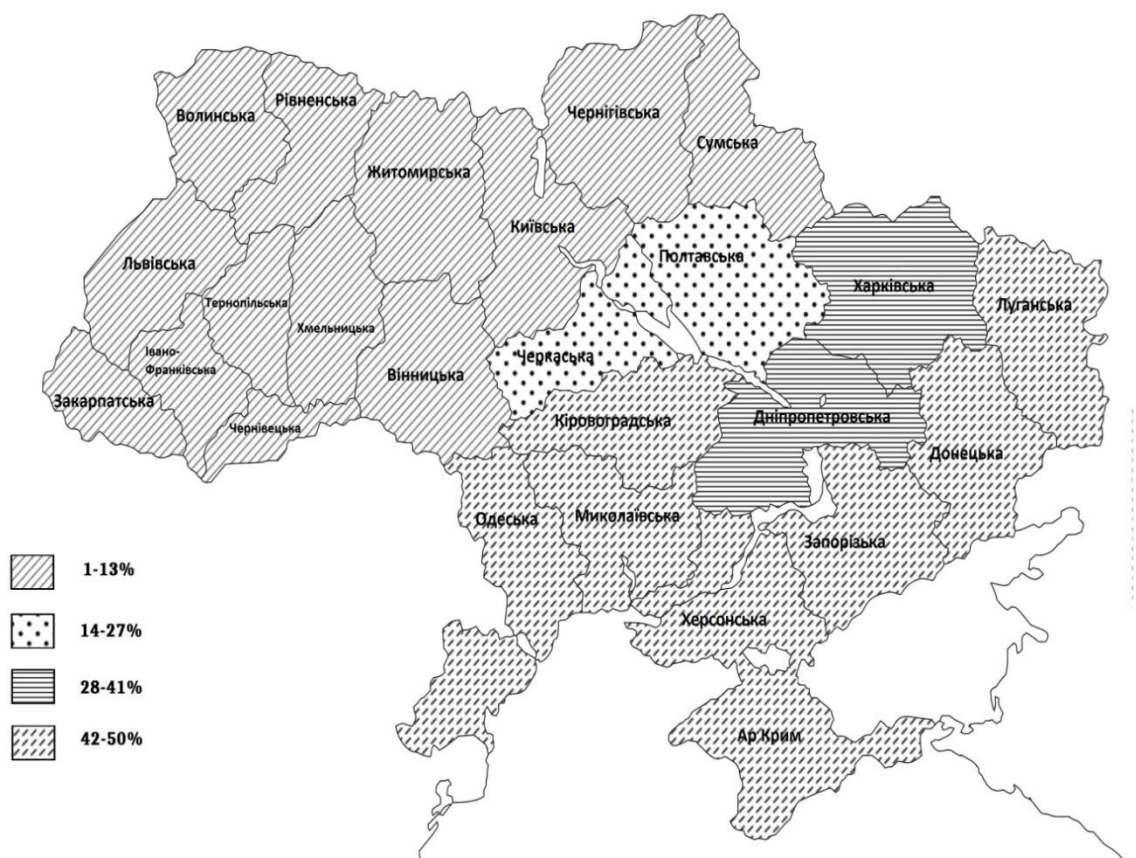 Чернігівська
Рівненська
Волинська
Сумська
Житомирська
Київська
Полтавська
Львівська
Харківська
Тернопільська
Луганська
Хмельницька
Івано-
Франківська
Черкаська
Вінницька
Закарпатська
Кіровоградська
Дніпропетровська
Чернівецька
Донецька
Одеська
Миколаївська
Запорізька
1-13%
Херсонська
14-27%
28-41%
Ар Крим
42-50%